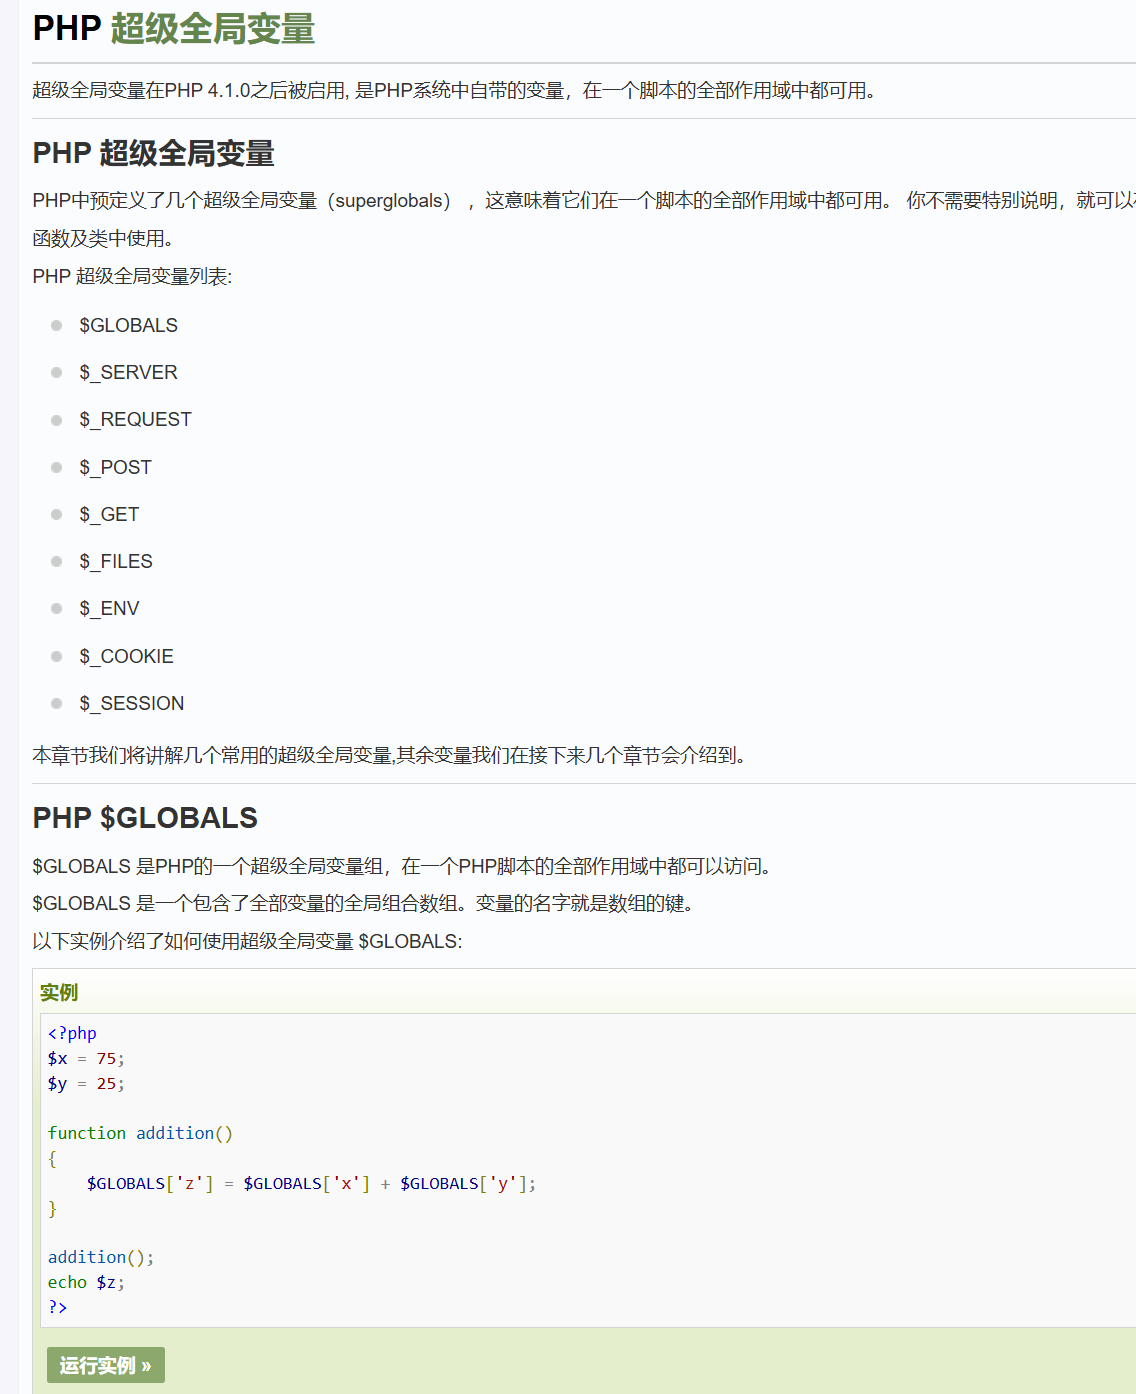 PHP 超级全局变量
超级全局变量在PHP 4.1.0之后被启用, 是PHP系统中自带的变量，在一个脚本的全部作用域中都可用。
PHP 超级全局变量
PHP中预定义了几个超级全局变量（superglobals） ，这意味着它们在一个脚本的全部作用域中都可用。 你不需要特别说明，就可以
函数及类中使用。
PHP 超级全局变量列表:
$GLOBALS
$_SERVER
$_REQUEST
$_POST
$_GET
$_FILES
$_ENV
$_COOKIE
$_SESSION
本章节我们将讲解几个常用的超级全局变量,其余变量我们在接下来几个章节会介绍到。
PHP $GLOBALS
$GLOBALS 是PHP的一个超级全局变量组，在一个PHP脚本的全部作用域中都可以访问。
$GLOBALS 是一个包含了全部变量的全局组合数组。变量的名字就是数组的键。
以下实例介绍了如何使用超级全局变量 $GLOBALS:
实例
<?php
$x = 75;
$y = 25;
function addition()
{
$GLOBALS['z'] = $GLOBALS['x'] + $GLOBALS['y'];
}
addition();
echo $z;
?>
运行实例 »